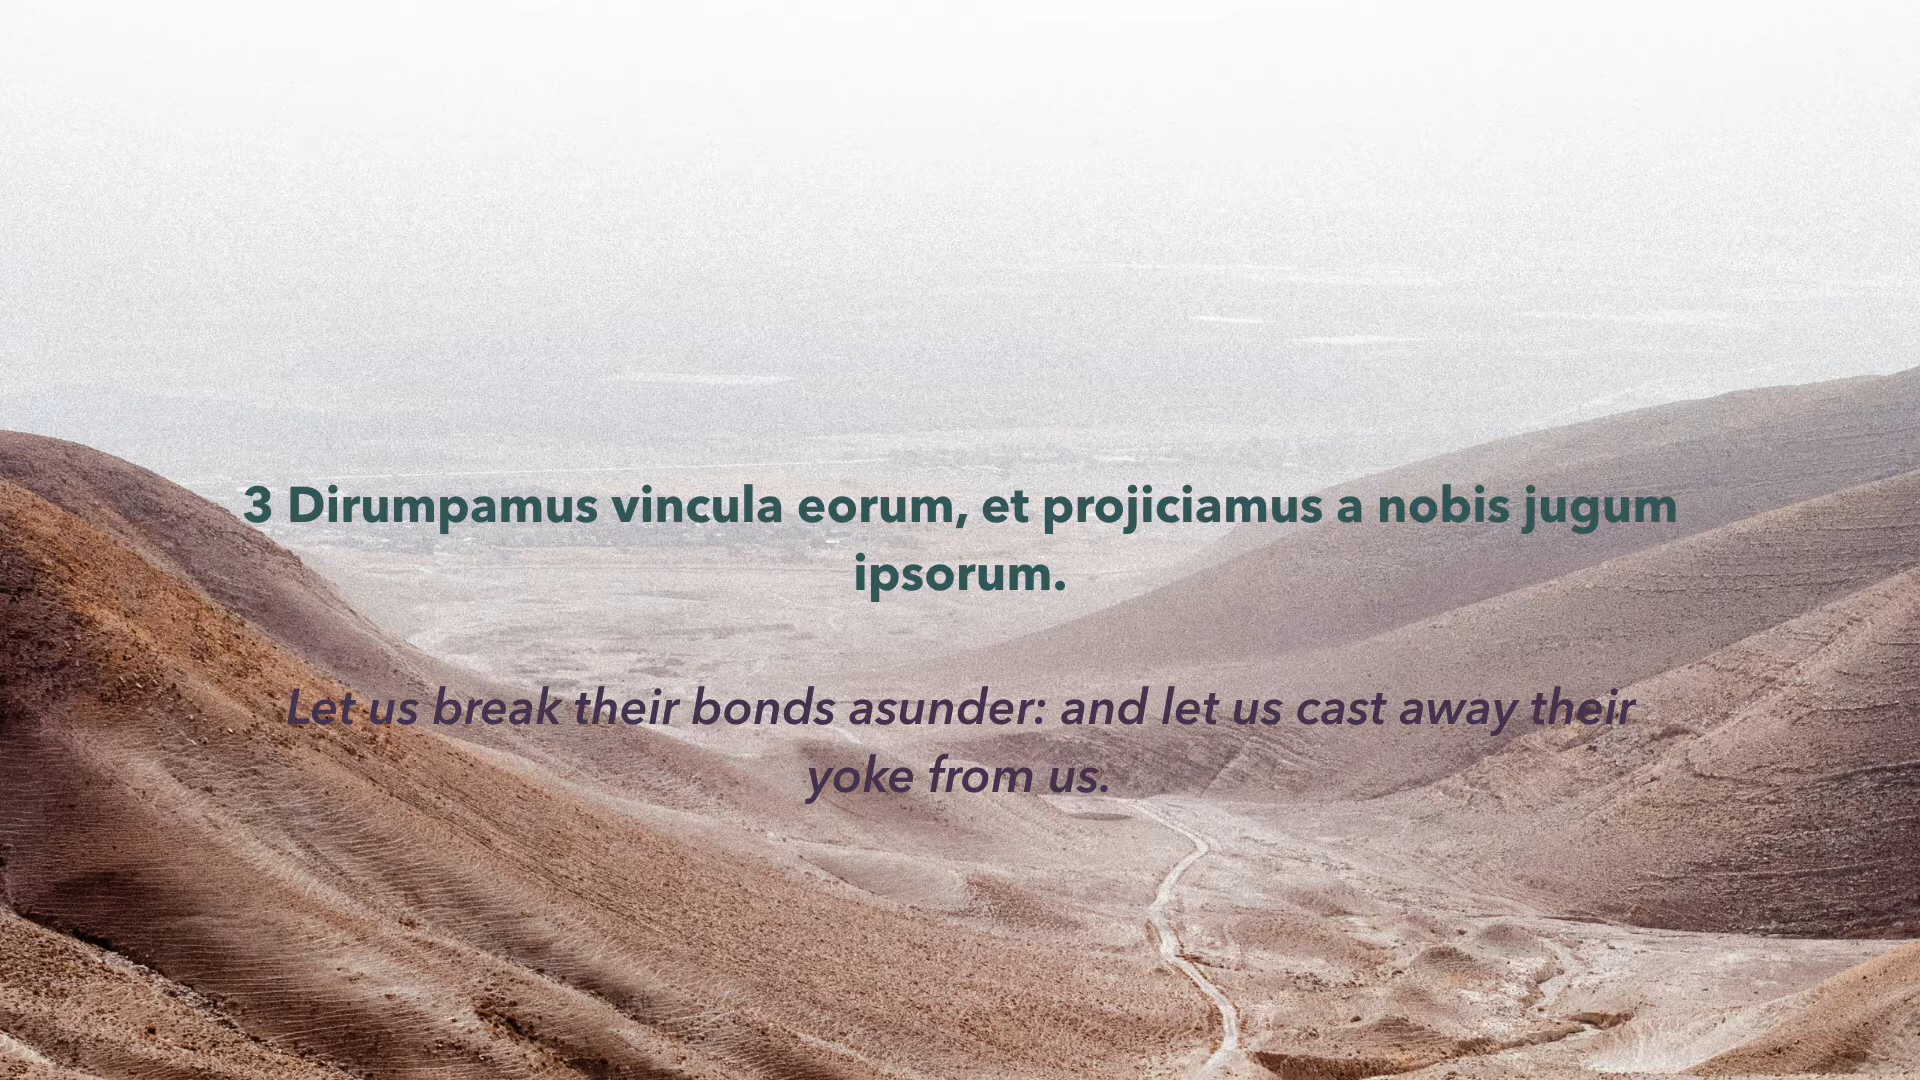 3 Dirumpamus vincula eorum, et projiciamus a nobis jugum
ipsorum.
Let us break their bonds asunder: and let us cast away their
yoke from us.